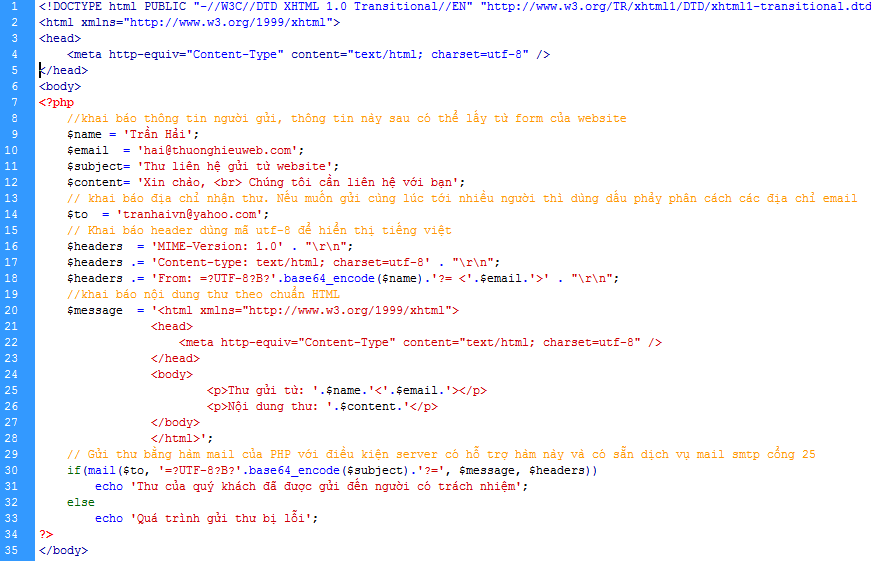 1 <!DOCTYPE html PUBLIC "-//W3C//DTD XHTML 1.0 Transitional//EN" "http://www.w3.org/TR/xhtml1/DTD/xhtml1-transitional.dtd
2 <html xmlns="http://www.w3.org/1999/xhtml">
3 <head>
4 <meta http-equiv="Content-Type" content="text/html; charset=utf-8" />
5 </head>
6 <body>
7 <?php
8 //khai báo thông tin người gửi, thông tin này sau có thể lấy từ form của website
9 $name = 'Trần Hải';
10 $email = 'hai@thuonghieuweb.com';
11 $subject= 'Thư liên hệ gửi từ website';
12 $content= 'Xin chào, <br> Chúng tôi cần liên hệ với bạn';
13 // khai báo địa chỉ nhận thư. Nếu muốn gửi cùng lúc tới nhiều người thì dùng dấu phảy phân cách các địa chỉ email
14 $to = 'tranhaivn@yahoo.com';
15 // Khai báo header dùng mã utf-8 để hiển thị tiếng việt
16 $headers = 'MIME-Version: 1.0' . "\r\n";
17 $headers .= 'Content-type: text/html; charset=utf-8' . "\r\n";
18 $headers .= 'From: =?UTF-8?B?'.base64_encode($name).'?= <'.$email.'>' . "\r\n";
19 //khai báo nội dung thư theo chuẩn HTML
20 $message = '<html xmlns="http://www.w3.org/1999/xhtml">
21 <head>
22 <meta http-equiv="Content-Type" content="text/html; charset=utf-8" />
23 </head>
24 <body>
25 <p>Thư gửi từ: '.$name.'<'.$email.'></p>
26 <p>Nội dung thư: '.$content.'</p>
27 </body>
28 </html>';
29 // Gửi thư bằng hàm mail của PHP với điều kiện server có hỗ trợ hàm này và có sẵn dịch vụ mail smtp cổng 25
30 if(mail($to, '=?UTF-8?B?'.base64_encode($subject).'?=', $message, $headers))
31 echo 'Thư của quý khách đã được gửi đến người có trách nhiệm';
32 else
33 echo 'Quá trình gửi thư bị lỗi';
34 ?>
35 </body>